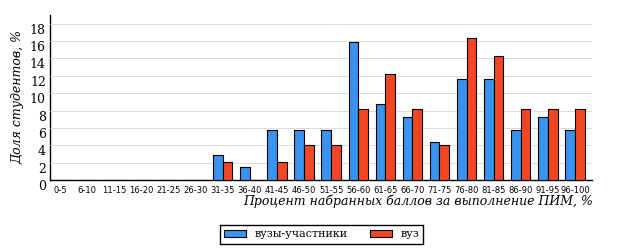 Доля студентов, %
18
16
14
12
10
8
6
4
2
0
0-5 6-10 11-15 16-20 21-25 26-30 31-35 36-40 41-45 46-50 51-55 56-60 61-65 66-70 71-75 76-80 81-85 86-90 91-95 96-100
Процент набранных баллов за выполнение ПИМ, %
вузы-участники вуз